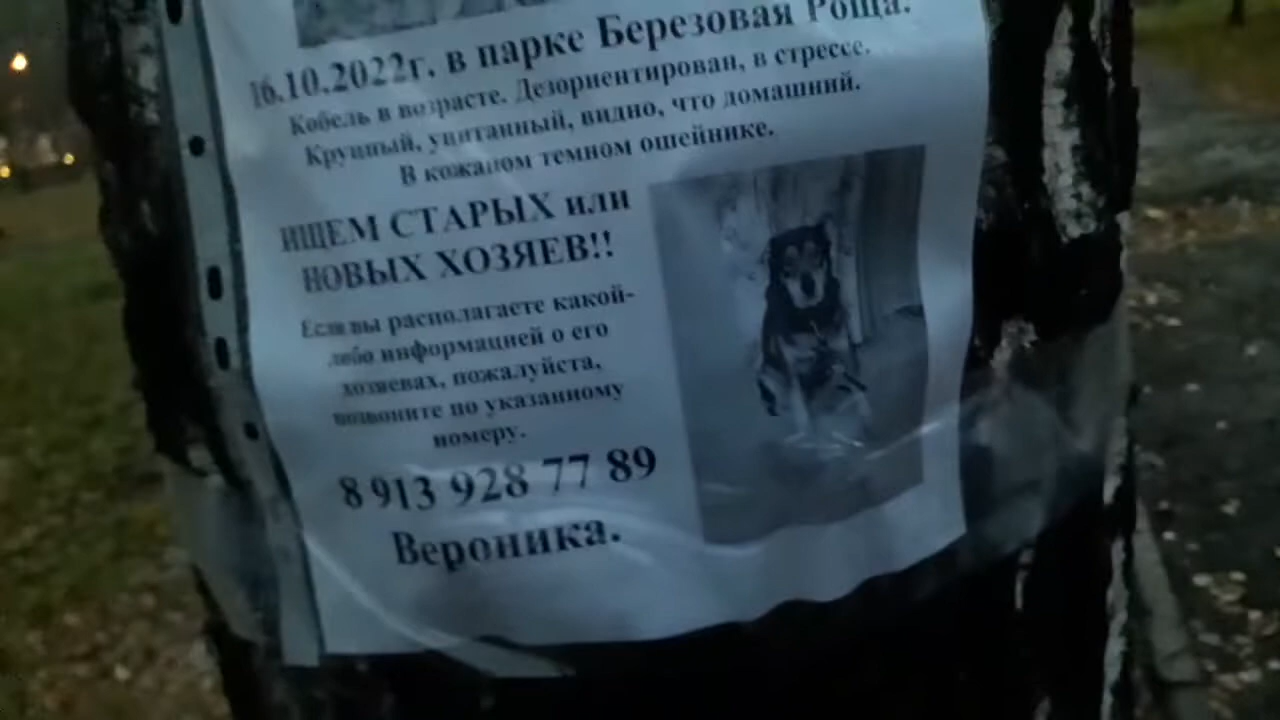 16.10.2022г. в парке Березовая Роща.
Кобель в возрасте. Дезориентирован, в стрессе.
Крупный, упитанный, видно, что домашний.
В кожаном темном ошейнике.
ИЩЕМ СТАРЫХ или
НОВЫХ ХОЗЯЕВ!!
Если вы располагаете какой-
либо информацией о его
хозяевах, пожалуйста,
позвоните по указанному
номеру.
8 913 928 77 89
Вероника.